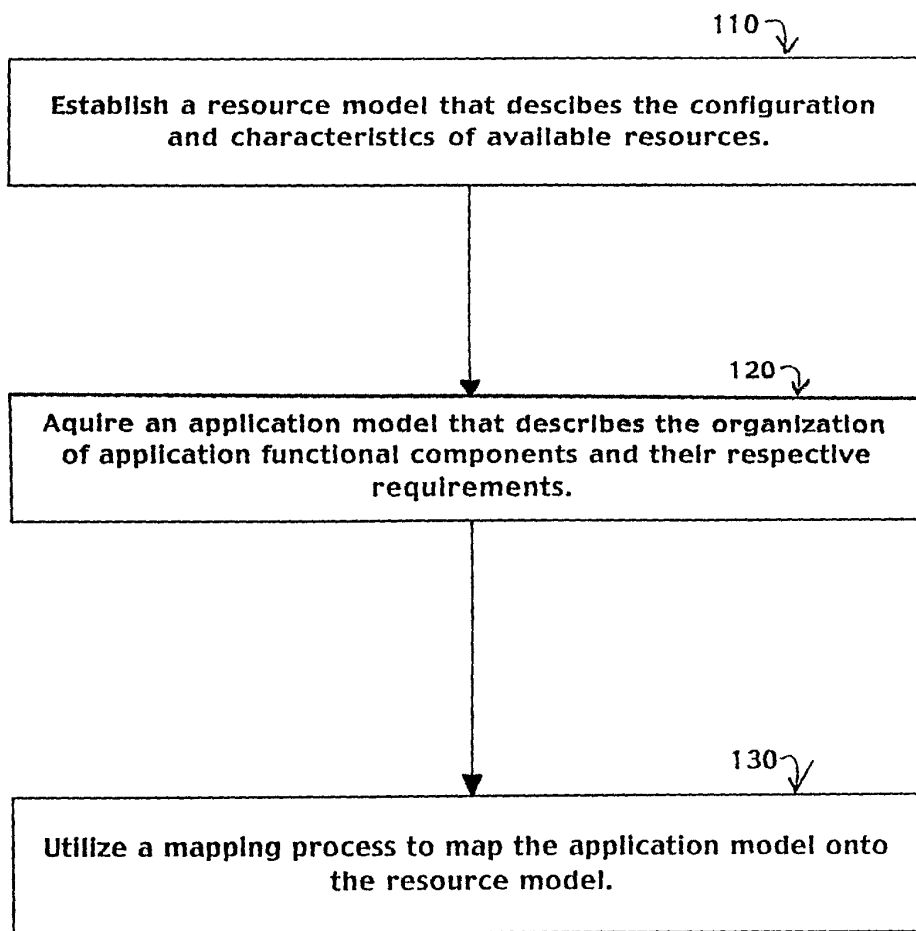 110
Establish a resource model that descibes the configuration
and characteristics of available resources.
120
Aquire an application model that describes the organization
of application functional components and their respective
requirements.
130
Utilize a mapping process to map the application model onto
the resource model.